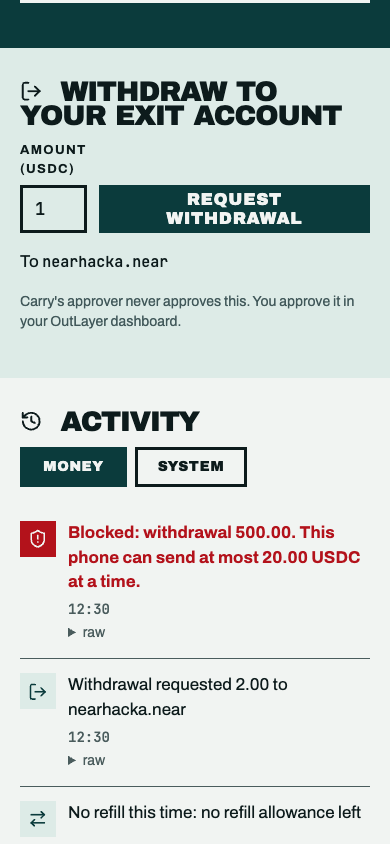 WITHDRAW TO
YOUR EXIT ACCOUNT
AMOUNT
(USDC)
1
REQUEST
WITHDRAWAL
To nearhacka.near
Carry's approver never approves this. You approve it in
your OutLayer dashboard.
ACTIVITY
MONEY
SYSTEM
Blocked: withdrawal 500.00. This
phone can send at most 20.00 USDC
at a time.
12:30
raw
Withdrawal requested 2.00 to
nearhacka.near
12:30
raw
No refill this time: no refill allowance left